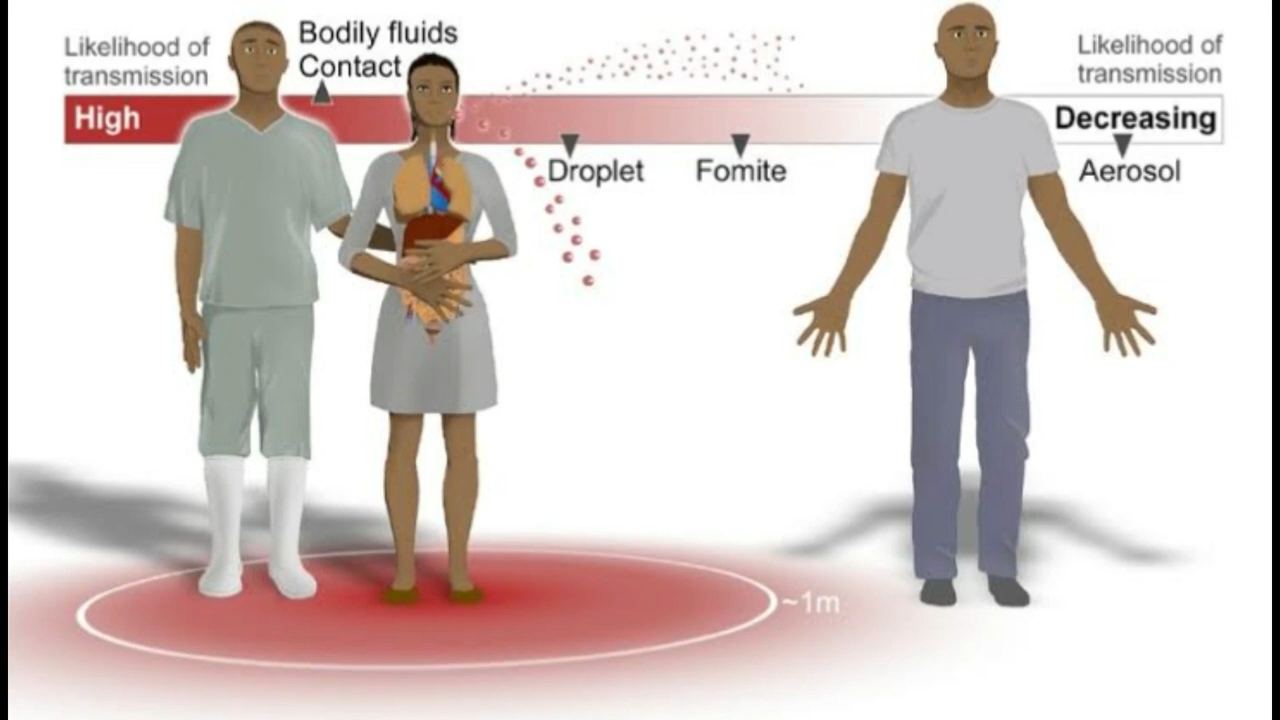 Likelihood of
transmission
High
Bodily fluids
Contact
Droplet
Fomite
Likelihood of
transmission
Decreasing
Aerosol
~1m